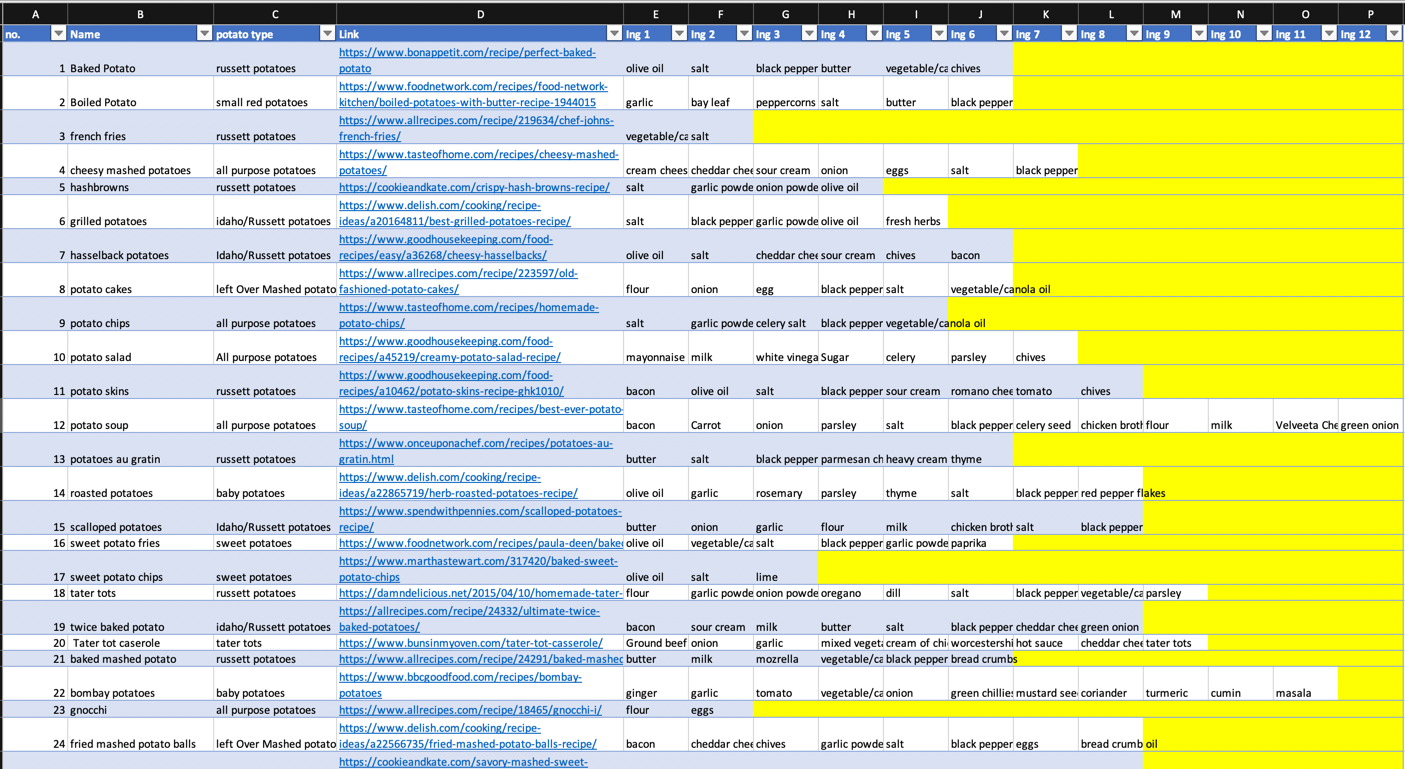 A B C D E F G H I J K L M N O P
no. Name potato type Link Ing 1 Ing 2 Ing 3 Ing 4 Ing 5 Ing 6 Ing 7 Ing 8 Ing 9 Ing 10 Ing 11 Ing 12
https://www.bonappetit.com/recipe/perfect-baked-
1 Baked Potato russett potatoes potato olive oil salt black pepper butter vegetable/ca chives
https://www.foodnetwork.com/recipes/food-network-
2 Boiled Potato small red potatoes kitchen/boiled-potatoes-with-butter-recipe-1944015 garlic bay leaf peppercorns salt butter black pepper
https://www.allrecipes.com/recipe/219634/chef-johns-
3 french fries russett potatoes french-fries/ vegetable/ca salt
https://www.tasteofhome.com/recipes/cheesy-mashed-
4 cheesy mashed potatoes all purpose potatoes potatoes/ cream chees cheddar chee sour cream onion eggs salt black pepper
5 hashbrowns russett potatoes https://cookieandkate.com/crispy-hash-browns-recipe/ salt garlic powde onion powde olive oil
https://www.delish.com/cooking/recipe-
6 grilled potatoes idaho/Russett potatoes ideas/a20164811/best-grilled-potatoes-recipe/ salt black pepper garlic powde olive oil fresh herbs
https://www.goodhousekeeping.com/food-
7 hasselback potatoes Idaho/Russett potatoes recipes/easy/a36268/cheesy-hasselbacks/ olive oil salt cheddar chee sour cream chives bacon
https://www.allrecipes.com/recipe/223597/old-
8 potato cakes left Over Mashed potato fashioned-potato-cakes/ flour onion egg black pepper salt vegetable/canola oil
https://www.tasteofhome.com/recipes/homemade-
9 potato chips all purpose potatoes potato-chips/ salt garlic powde celery salt black pepper vegetable/canola oil
https://www.goodhousekeeping.com/food-
10 potato salad All purpose potatoes recipes/a45219/creamy-potato-salad-recipe/ mayonnaise milk white vinega Sugar celery parsley chives
https://www.goodhousekeeping.com/food-
11 potato skins russett potatoes recipes/a10462/potato-skins-recipe-ghk1010/ bacon olive oil salt black pepper sour cream romano chee tomato chives
https://www.tasteofhome.com/recipes/best-ever-potato-
12 potato soup all purpose potatoes soup/ bacon Carrot onion parsley salt black pepper celery seed chicken broth flour milk Velveeta Che green onion
https://www.onceuponachef.com/recipes/potatoes-au-
13 potatoes au gratin russett potatoes gratin.html butter salt black pepper parmesan ch heavy cream thyme
https://www.delish.com/cooking/recipe-
14 roasted potatoes baby potatoes ideas/a22865719/herb-roasted-potatoes-recipe/ olive oil garlic rosemary parsley thyme salt black pepper red pepper flakes
https://www.spendwithpennies.com/scalloped-potatoes-
15 scalloped potatoes Idaho/Russett potatoes recipe/ butter onion garlic flour milk chicken broth salt black pepper
16 sweet potato fries sweet potatoes https://www.foodnetwork.com/recipes/paula-deen/bake olive oil vegetable/ca salt black pepper garlic powde paprika
https://www.marthastewart.com/317420/baked-sweet-
17 sweet potato chips sweet potatoes potato-chips olive oil salt lime
18 tater tots russett potatoes https://damndelicious.net/2015/04/10/homemade-tater- flour garlic powde onion powde oregano dill salt black pepper vegetable/ca parsley
https://allrecipes.com/recipe/24332/ultimate-twice-
19 twice baked potato idaho/Russett potatoes baked-potatoes/ bacon sour cream milk butter salt black pepper cheddar chee green onion
20 Tater tot caserole tater tots https://www.bunsinmyoven.com/tater-tot-casserole/ Ground beef onion garlic mixed veget cream of chi worcestershi hot sauce cheddar chee tater tots
21 baked mashed potato russett potatoes https://www.allrecipes.com/recipe/24291/baked-mashed butter milk mozrella vegetable/ca black pepper bread crumbs
https://www.bbcgoodfood.com/recipes/bombay-
22 bombay potatoes baby potatoes potatoes ginger garlic tomato vegetable/ca onion green chillies mustard see coriander turmeric cumin masala
23 gnocchi all purpose potatoes https://www.allrecipes.com/recipe/18465/gnocchi-i/ flour eggs
https://www.delish.com/cooking/recipe-
24 fried mashed potato balls left Over Mashed potato ideas/a22566735/fried-mashed-potato-balls-recipe/ bacon cheddar chee chives garlic powde salt black pepper eggs bread crumb oil
https://cookieandkate.com/savory-mashed-sweet-